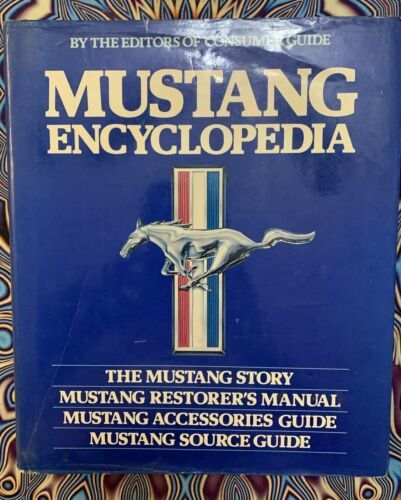 BY THE EDITORS OF CONSUMER GUIDE
MUSTANG
ENCYCLOPEDIA
THE MUSTANG STORY
MUSTANG RESTORER'S MANUAL
MUSTANG ACCESSORIES GUIDE
MUSTANG SOURCE GUIDE